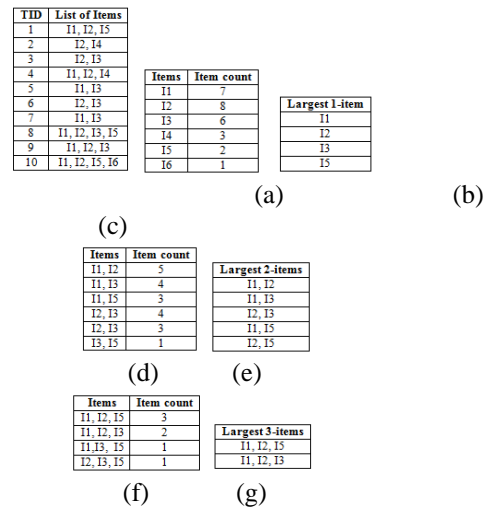 TID List of Items
1 I1, I2, I5
2 I2, I4
3 I2, I3
4 I1, I2, I4
5 I1, I3
6 I2, I3
7 I1, I3
8 I1, I2, I3, I5
9 I1, I2, I3
10 I1, I2, I5, I6
Items Item count
I1 7
I2 8
I3 6
I4 3
I5 2
I6 1
Largest 1-item
I1
I2
I3
I5
(a) (b)
(c)
Items Item count
I1, I2 5
I1, I3 4
I1, I5 3
I2, I3 4
I2, I3 3
I3, I5 1
Largest 2-items
I1, I2
I1, I3
I2, I3
I1, I5
I2, I5
(d) (e)
Items Item count
I1, I2, I5 3
I1, I2, I3 2
I1,I3, I5 1
I2, I3, I5 1
Largest 3-items
I1, I2, I5
I1, I2, I3
(f) (g)